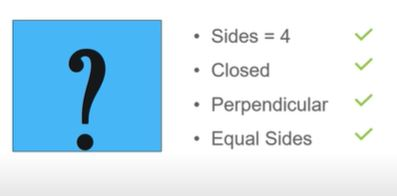 ?
• Sides = 4 ✓
• Closed ✓
• Perpendicular ✓
• Equal Sides ✓